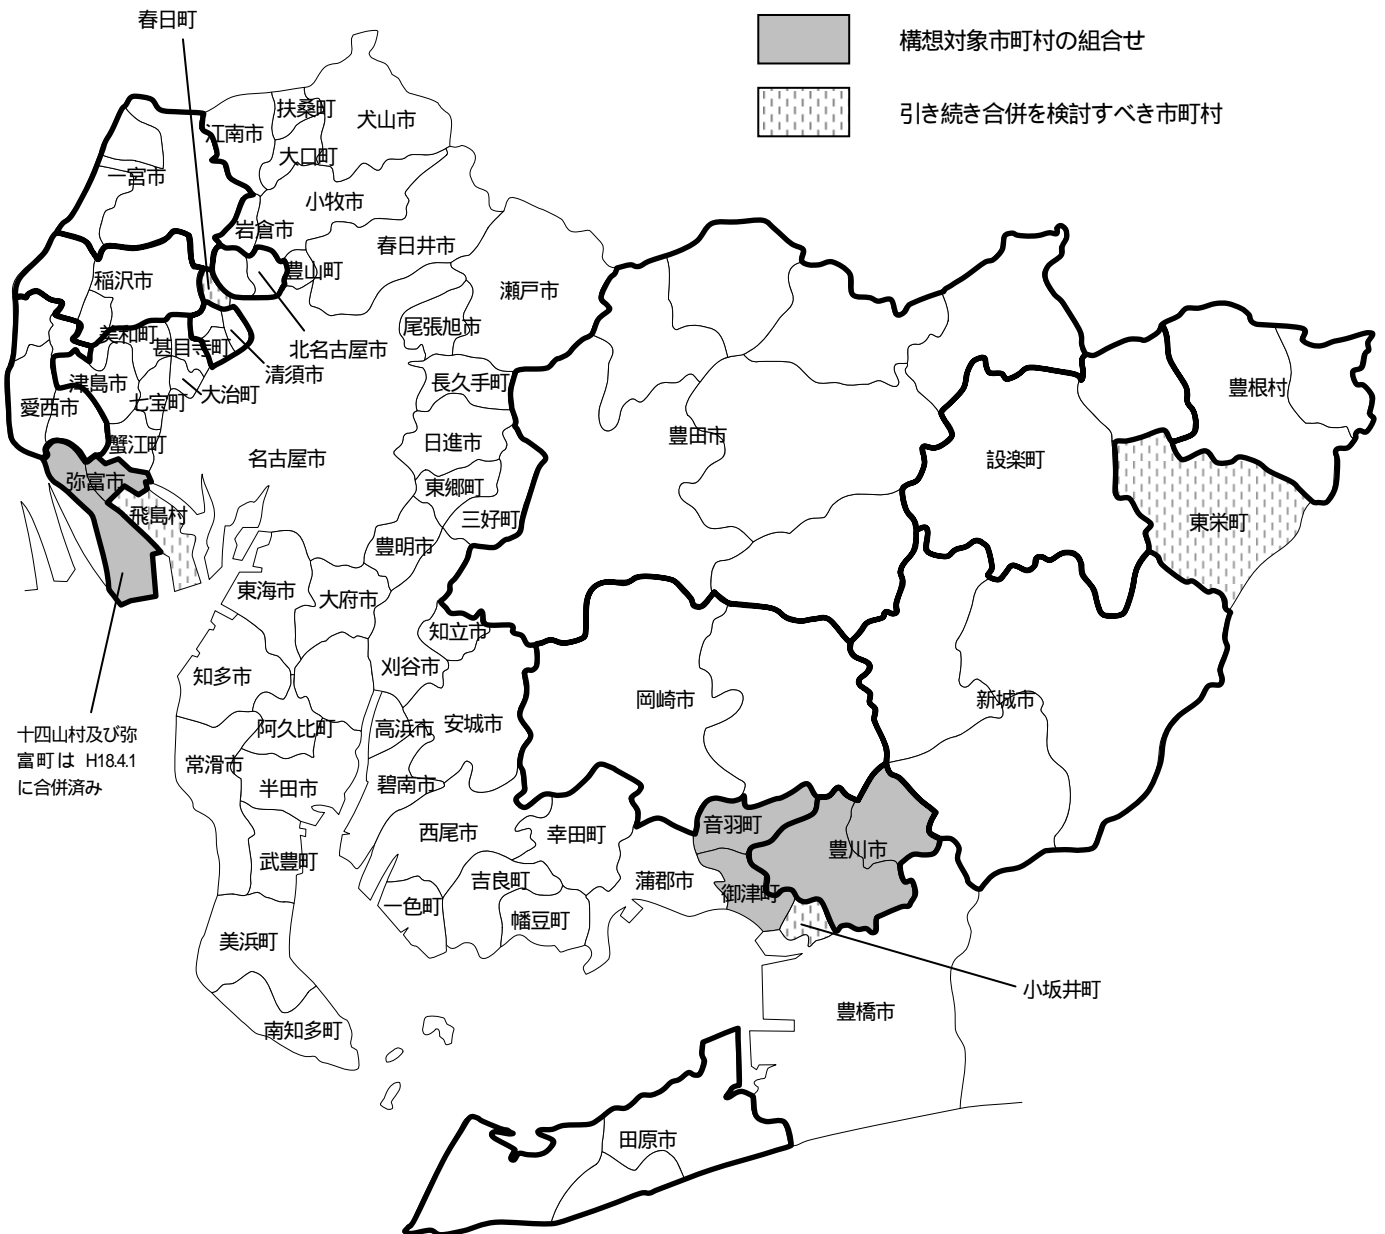 春日町
構想対象市町村の組合せ
引き続き合併を検討すべき市町村
扶桑町
犬山市
江南市
大口町
一宮市
小牧市
岩倉市
春日井市
豊山町
稲沢市
瀬戸市
尾張旭市
美和町
甚目寺町
北名古屋市
清須市
長久手町
津島市
大治町
七宝町
愛西市
豊根村
豊田市
日進市
蟹江町
名古屋市
設楽町
弥富市
東郷町
飛島村
三好町
東栄町
豊明市
東海市
大府市
知立市
刈谷市
知多市
岡崎市
新城市
阿久比町
高浜市
安城市
十四山村及び弥
富町は H18.4.1
に合併済み
常滑市
半田市
碧南市
音羽町
西尾市
幸田町
豊川市
武豊町
吉良町
蒲郡市
御津町
一色町
幡豆町
美浜町
小坂井町
豊橋市
南知多町
田原市